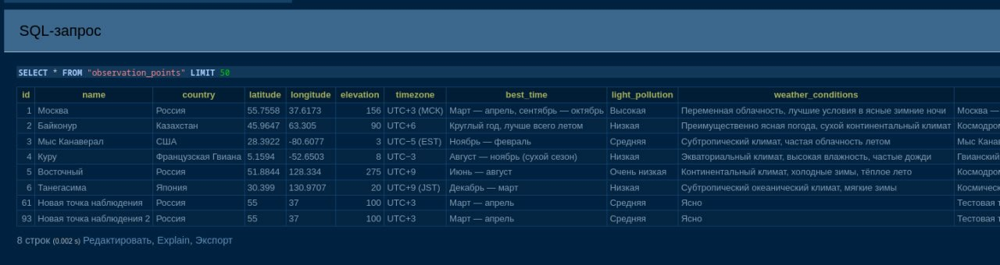 SQL-запрос
SELECT * FROM "observation_points" LIMIT 50
id name country latitude longitude elevation timezone best_time light_pollution weather_conditions
1 Москва Россия 55.7558 37.6173 156 UTC+3 (МСК) Март — апрель, сентябрь — октябрь Высокая Переменная облачность, лучшие условия в ясные зимние ночи Москва —
2 Байконур Казахстан 45.9647 63.305 90 UTC+6 Круглый год, лучше всего летом Низкая Преимущественно ясная погода, сухой континентальный климат Космодром
3 Мыс Канаверал США 28.3922 -80.6077 3 UTC−5 (EST) Ноябрь — февраль Средняя Субтропический климат, частая облачность летом Мыс Канав
4 Куру Французская Гвиана 5.1594 -52.6503 8 UTC−3 Август — ноябрь (сухой сезон) Низкая Экваториальный климат, высокая влажность, частые дожди Гвианский
5 Восточный Россия 51.8844 128.334 275 UTC+9 Июнь — август Очень низкая Континентальный климат, холодные зимы, тёплое лето Космодром
6 Танегасима Япония 30.399 130.9707 20 UTC+9 (JST) Декабрь — март Низкая Субтропический океанический климат, мягкие зимы Космическ
61 Новая точка наблюдения Россия 55 37 100 UTC+3 Март — апрель Средняя Ясно Тестовая т
93 Новая точка наблюдения 2 Россия 55 37 100 UTC+3 Март — апрель Средняя Ясно Тестовая т
8 строк (0.002 s) Редактировать, Explain, Экспорт